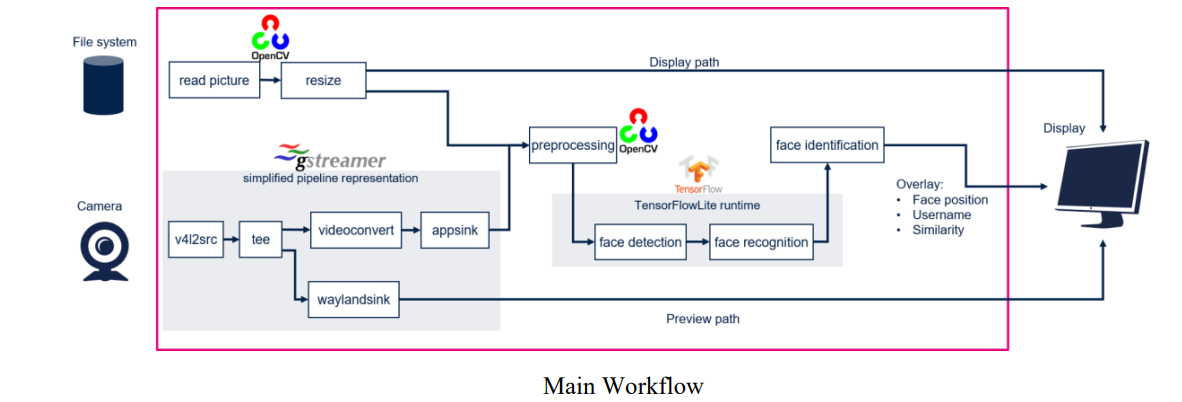 File system
OpenCV
read picture
resize
Display path
preprocessing
OpenCV
face identification
Display
gstreamer
simplified pipeline representation
TensorFlow
TensorFlowLite runtime
Overlay:
• Face position
• Username
• Similarity
Camera
v4l2src
tee
videoconvert
appsink
face detection
face recognition
waylandsink
Preview path
Main Workflow